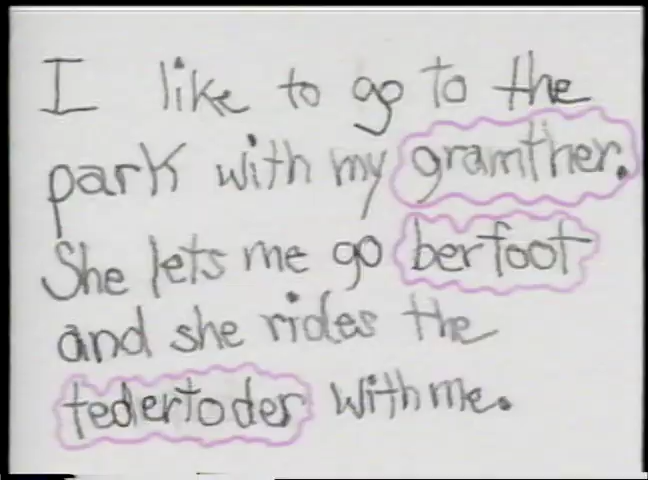 I like to go to the
park with my gramther.
She lets me go berfoot
and she rides the
tedertoder with me.